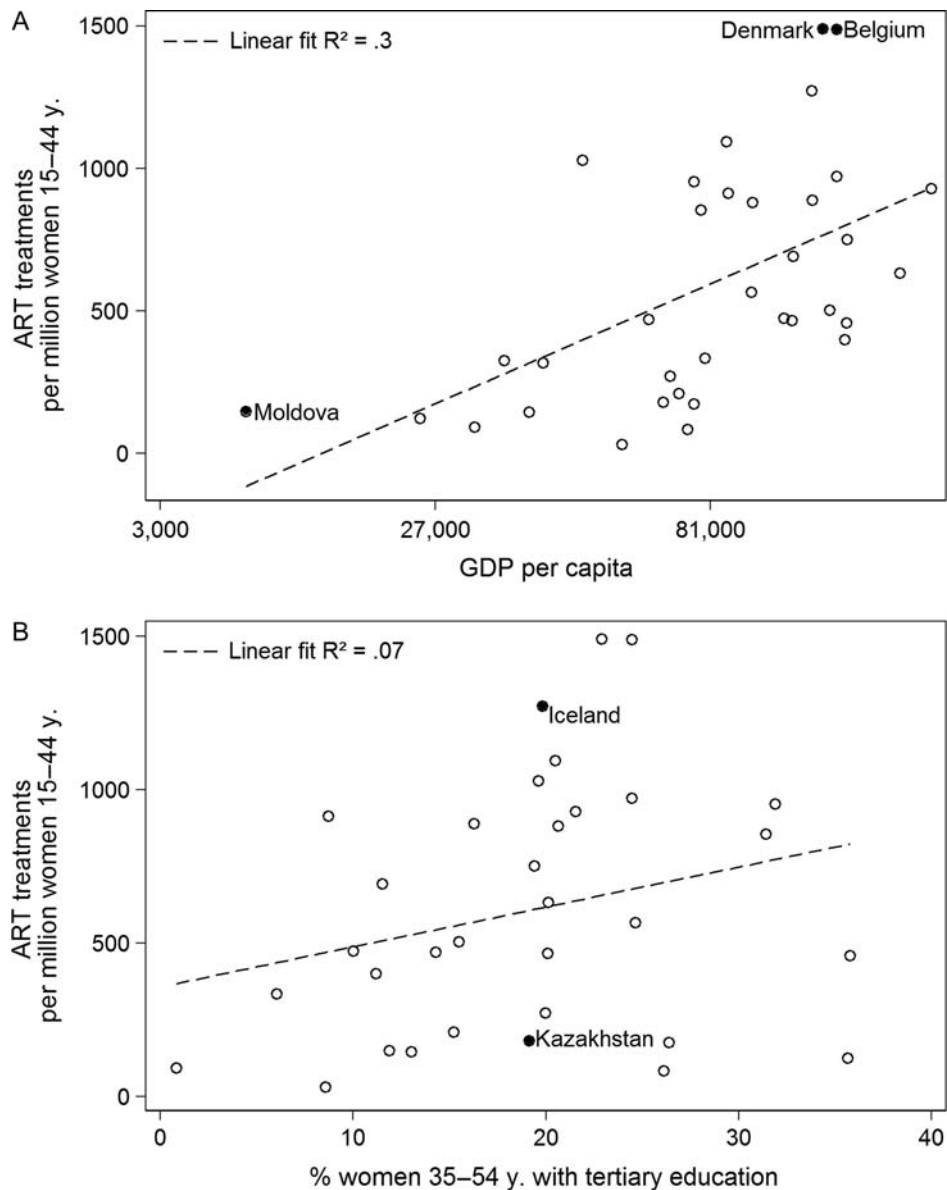 A
1500
Linear fit R² = .3
Denmark
Belgium
1000
500
Moldova
0
ART treatments
per million women 15–44 y.
3,000
27,000
81,000
GDP per capita
B
1500
Linear fit R² = .07
Iceland
1000
500
Kazakhstan
0
ART treatments
per million women 15–44 y.
0
10
20
30
40
% women 35–54 y. with tertiary education